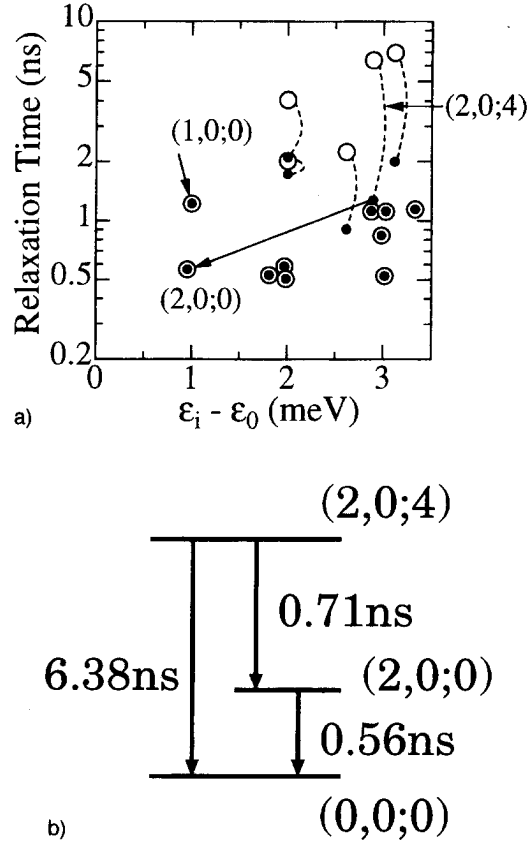 10
5
2
1
0.5
0.2
Relaxation Time (ns)
(1,0;0)
(2,0;4)
(2,0;0)
0 1 2 3
εi - ε0 (meV)
a)
(2,0;4)
0.71ns
6.38ns
(2,0;0)
0.56ns
(0,0;0)
b)